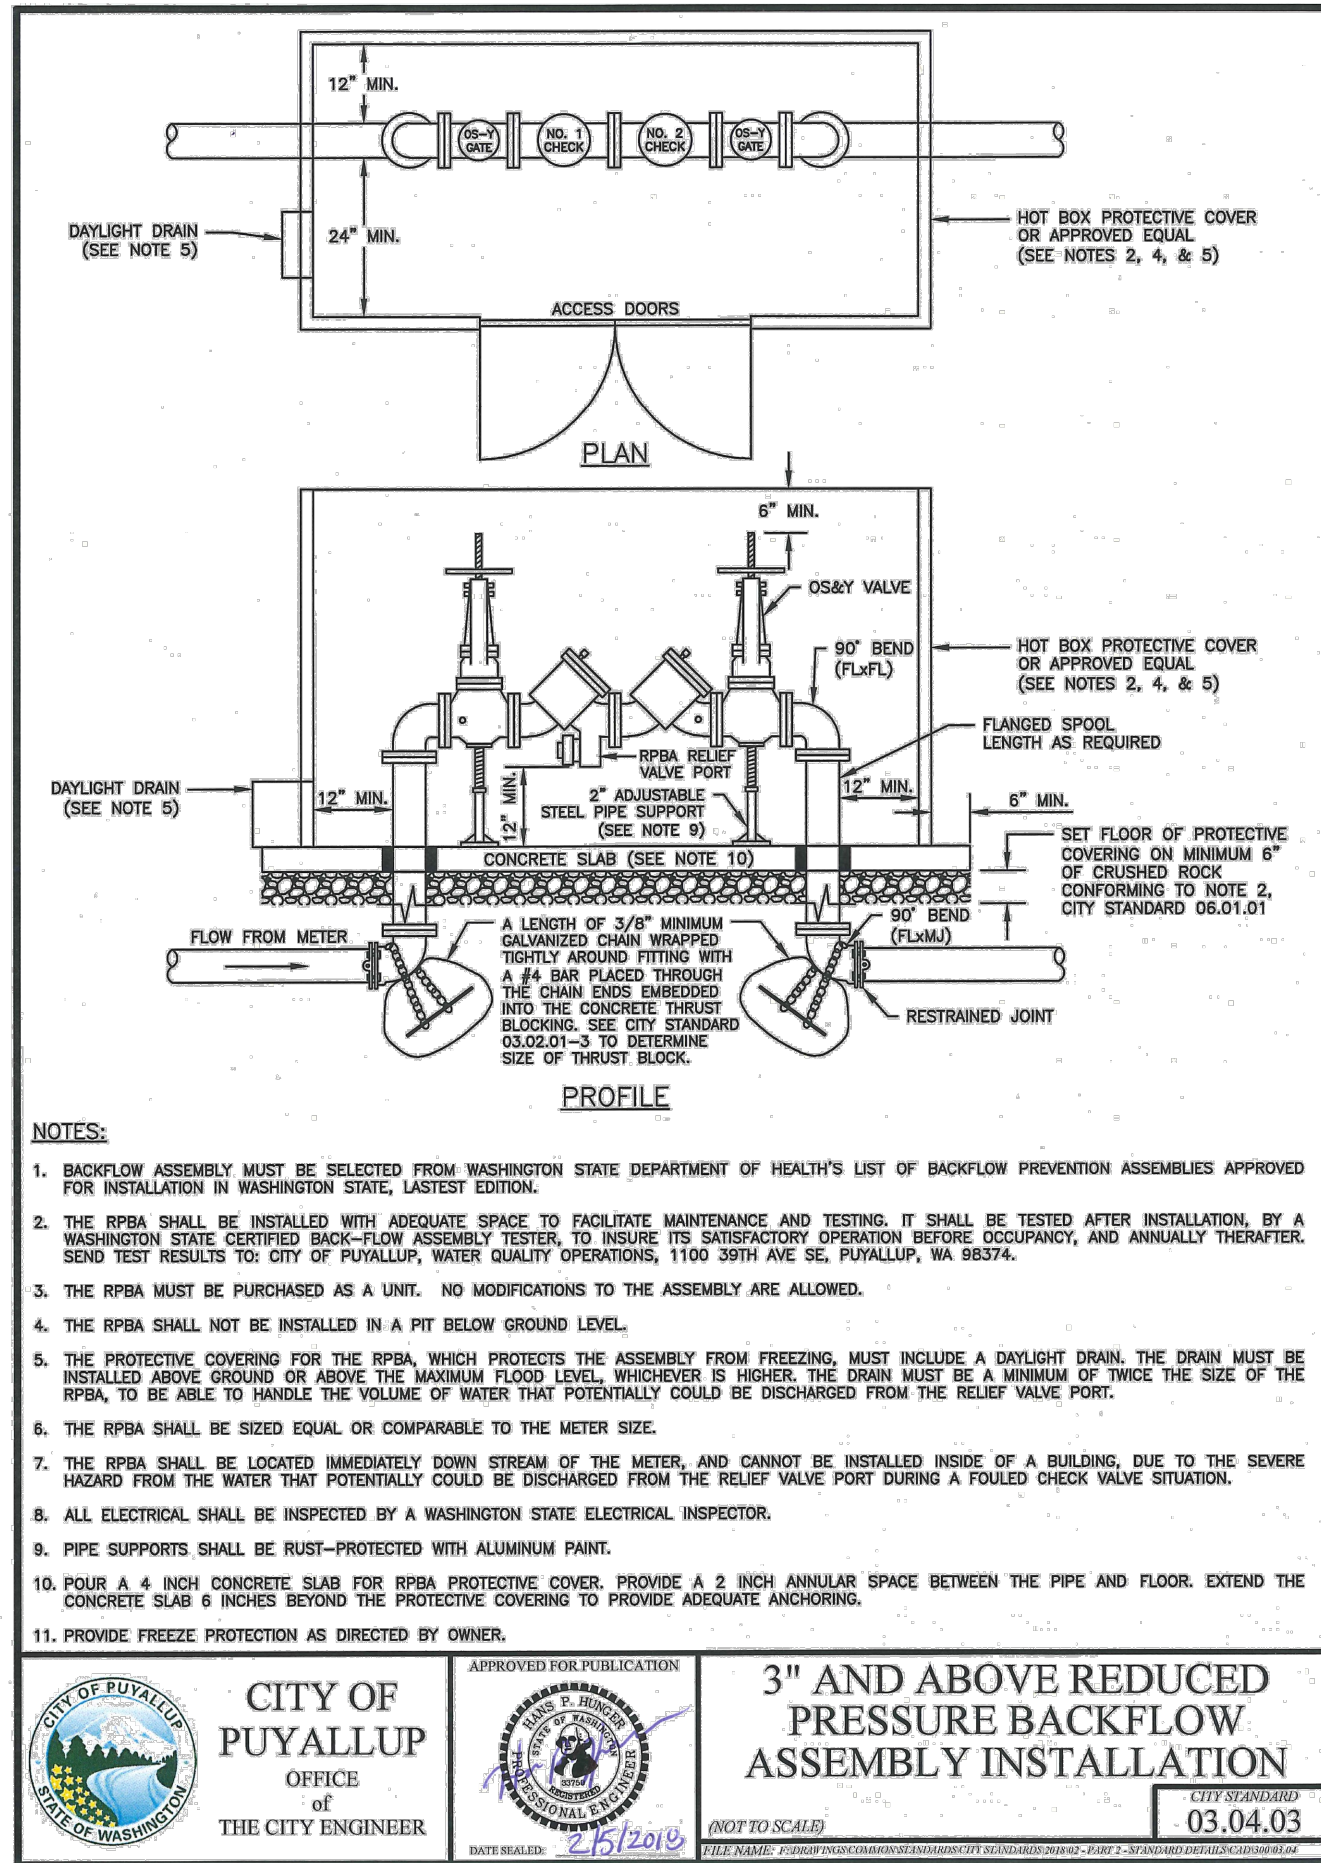 12" MIN.
OS-Y
GATE
NO. 1
CHECK
NO. 2
CHECK
OS-Y
GATE
DAYLIGHT DRAIN
(SEE NOTE 5)
24" MIN.
HOT BOX PROTECTIVE COVER
OR APPROVED EQUAL
(SEE NOTES 2, 4, & 5)
ACCESS DOORS
PLAN
6" MIN.
OS&Y VALVE
90° BEND
(FLxFL)
HOT BOX PROTECTIVE COVER
OR APPROVED EQUAL
(SEE NOTES 2, 4, & 5)
FLANGED SPOOL
LENGTH AS REQUIRED
RPBA RELIEF
VALVE PORT
DAYLIGHT DRAIN
(SEE NOTE 5)
12" MIN.
12" MIN.
2" ADJUSTABLE
STEEL PIPE SUPPORT
(SEE NOTE 9)
12" MIN.
6" MIN.
CONCRETE SLAB (SEE NOTE 10)
SET FLOOR OF PROTECTIVE
COVERING ON MINIMUM 6"
OF CRUSHED ROCK
CONFORMING TO NOTE 2,
CITY STANDARD 06.01.01
FLOW FROM METER
A LENGTH OF 3/8" MINIMUM
GALVANIZED CHAIN WRAPPED
TIGHTLY AROUND FITTING WITH
A #4 BAR PLACED THROUGH
THE CHAIN ENDS EMBEDDED
INTO THE CONCRETE THRUST
BLOCKING. SEE CITY STANDARD
03.02.01-3 TO DETERMINE
SIZE OF THRUST BLOCK.
90° BEND
(FLxMJ)
RESTRAINED JOINT
PROFILE
NOTES:
1. BACKFLOW ASSEMBLY MUST BE SELECTED FROM WASHINGTON STATE DEPARTMENT OF HEALTH'S LIST OF BACKFLOW PREVENTION ASSEMBLIES APPROVED
FOR INSTALLATION IN WASHINGTON STATE, LASTEST EDITION.
2. THE RPBA SHALL BE INSTALLED WITH ADEQUATE SPACE TO FACILITATE MAINTENANCE AND TESTING. IT SHALL BE TESTED AFTER INSTALLATION, BY A
WASHINGTON STATE CERTIFIED BACK-FLOW ASSEMBLY TESTER, TO INSURE ITS SATISFACTORY OPERATION BEFORE OCCUPANCY, AND ANNUALLY THERAFTER.
SEND TEST RESULTS TO: CITY OF PUYALLUP, WATER QUALITY OPERATIONS, 1100 39TH AVE SE, PUYALLUP, WA 98374.
3. THE RPBA MUST BE PURCHASED AS A UNIT. NO MODIFICATIONS TO THE ASSEMBLY ARE ALLOWED.
4. THE RPBA SHALL NOT BE INSTALLED IN A PIT BELOW GROUND LEVEL.
5. THE PROTECTIVE COVERING FOR THE RPBA, WHICH PROTECTS THE ASSEMBLY FROM FREEZING, MUST INCLUDE A DAYLIGHT DRAIN. THE DRAIN MUST BE
INSTALLED ABOVE GROUND OR ABOVE THE MAXIMUM FLOOD LEVEL, WHICHEVER IS HIGHER. THE DRAIN MUST BE A MINIMUM OF TWICE THE SIZE OF THE
RPBA, TO BE ABLE TO HANDLE THE VOLUME OF WATER THAT POTENTIALLY COULD BE DISCHARGED FROM THE RELIEF VALVE PORT.
6. THE RPBA SHALL BE SIZED EQUAL OR COMPARABLE TO THE METER SIZE.
7. THE RPBA SHALL BE LOCATED IMMEDIATELY DOWN STREAM OF THE METER, AND CANNOT BE INSTALLED INSIDE OF A BUILDING, DUE TO THE SEVERE
HAZARD FROM THE WATER THAT POTENTIALLY COULD BE DISCHARGED FROM THE RELIEF VALVE PORT DURING A FOULED CHECK VALVE SITUATION.
8. ALL ELECTRICAL SHALL BE INSPECTED BY A WASHINGTON STATE ELECTRICAL INSPECTOR.
9. PIPE SUPPORTS SHALL BE RUST-PROTECTED WITH ALUMINUM PAINT.
10. POUR A 4 INCH CONCRETE SLAB FOR RPBA PROTECTIVE COVER. PROVIDE A 2 INCH ANNULAR SPACE BETWEEN THE PIPE AND FLOOR. EXTEND THE
CONCRETE SLAB 6 INCHES BEYOND THE PROTECTIVE COVERING TO PROVIDE ADEQUATE ANCHORING.
11. PROVIDE FREEZE PROTECTION AS DIRECTED BY OWNER.
CITY OF PUYALLUP
STATE OF WASHINGTON
CITY OF
PUYALLUP
OFFICE
of
THE CITY ENGINEER
APPROVED FOR PUBLICATION
HANS P. HUNGER
STATE OF WASHINGTON
33759
REGISTERED
PROFESSIONAL ENGINEER
DATE SEALED: 2/5/2018
3" AND ABOVE REDUCED
PRESSURE BACKFLOW
ASSEMBLY INSTALLATION
(NOT TO SCALE)
CITY STANDARD
03.04.03
FILE NAME: F:\DRAWINGS\COMMON\STANDARDS\CITY STANDARDS 2018\02 - PART 2 - STANDARD DETAILS\CAD\300\03.04